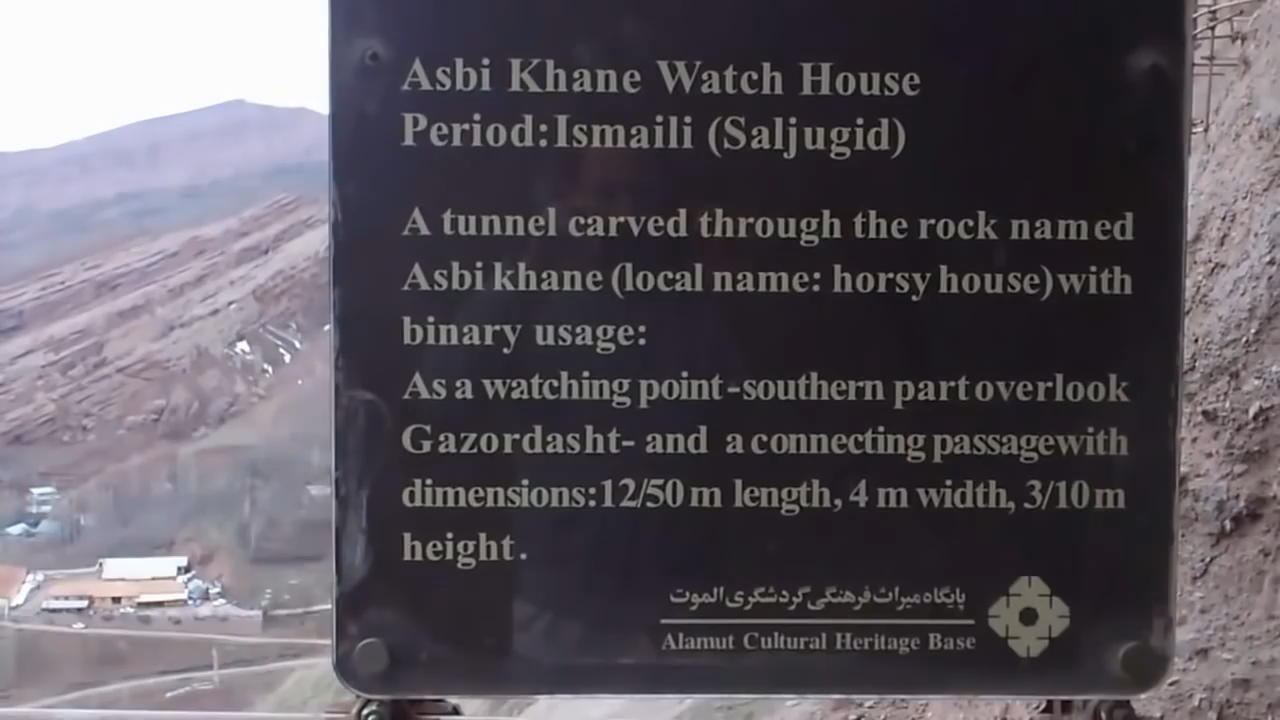 Asbi Khane Watch House
Period:Ismaili (Saljugid)
A tunnel carved through the rock named
Asbi khane (local name: horsy house) with
binary usage:
As a watching point -southern part overlook
Gazordasht- and a connecting passage with
dimensions:12/50 m length, 4 m width, 3/10 m
height.
پایگاه میراث فرهنگی گردشگری الموت
Alamut Cultural Heritage Base